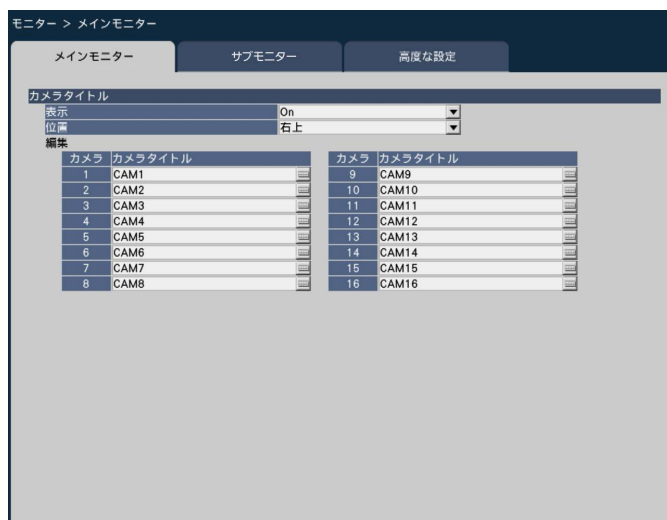 モニター > メインモニター
メインモニター サブモニター 高度な設定
カメラタイトル
表示 On
位置 右上
編集
カメラ カメラタイトル カメラ カメラタイトル
1 CAM1 9 CAM9
2 CAM2 10 CAM10
3 CAM3 11 CAM11
4 CAM4 12 CAM12
5 CAM5 13 CAM13
6 CAM6 14 CAM14
7 CAM7 15 CAM15
8 CAM8 16 CAM16